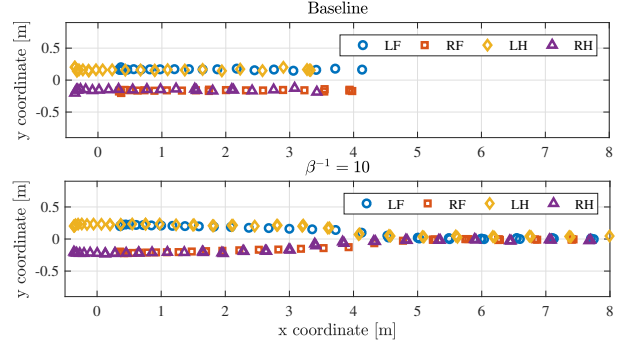 Baseline
LF RF LH RH
y coordinate [m]
0.5
0
-0.5
0 1 2 3 4 5 6 7 8
β⁻¹ = 10
LF RF LH RH
y coordinate [m]
0.5
0
-0.5
0 1 2 3 4 5 6 7 8
x coordinate [m]